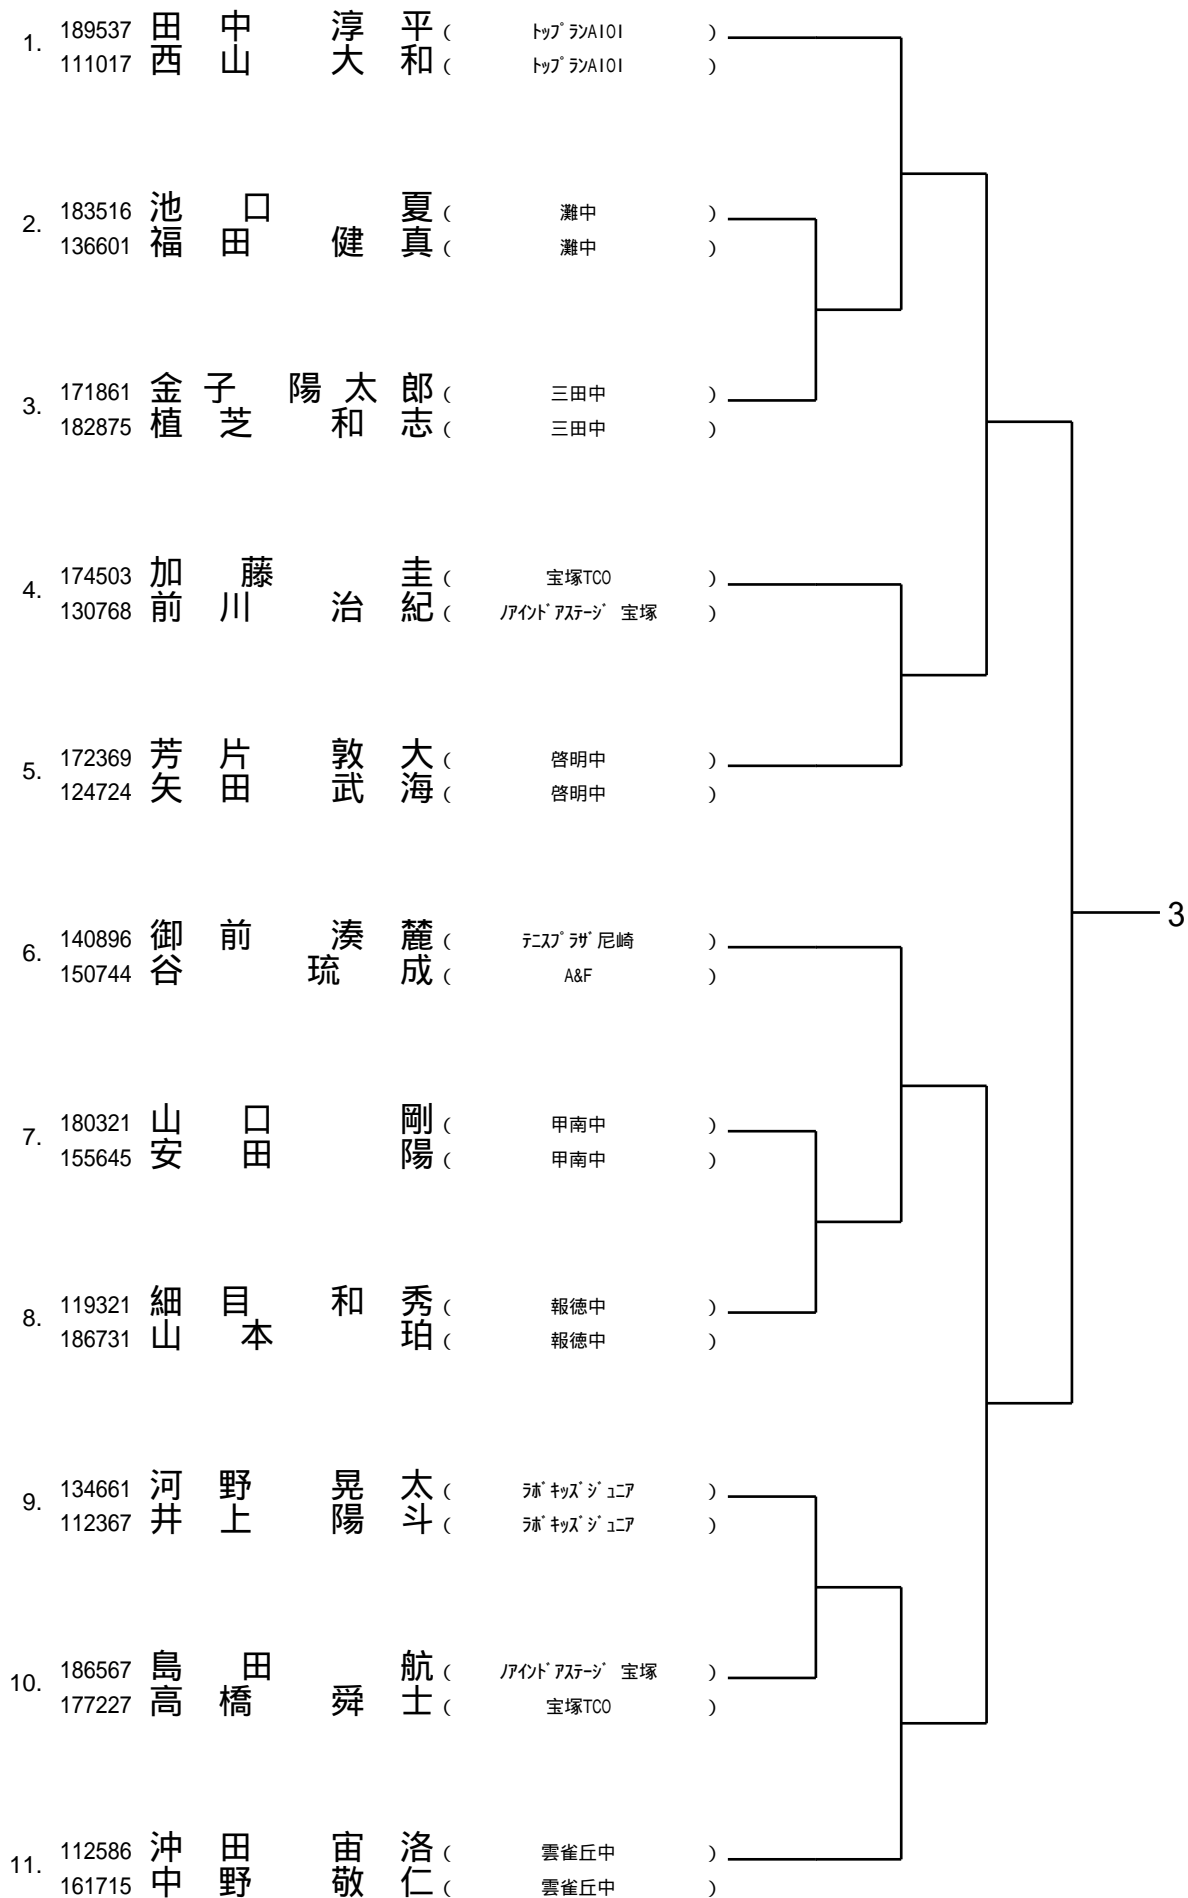 1. 189537 田中 淳平 ( トップランAIOI )
111017 西山 大和 ( トップランAIOI )
2. 183516 池口 夏 ( 灘中 )
136601 福田 健真 ( 灘中 )
3. 171861 金子 陽太郎 ( 三田中 )
182875 植芝 和志 ( 三田中 )
4. 174503 加藤 圭 ( 宝塚TCO )
130768 前川 治紀 ( ノアインドアステージ 宝塚 )
5. 172369 芳片 敦大 ( 啓明中 )
124724 矢田 武海 ( 啓明中 )
3
6. 140896 御前 湊麓 ( テニスプラザ尼崎 )
150744 谷 琉成 ( A&F )
7. 180321 山口 剛 ( 甲南中 )
155645 安田 陽 ( 甲南中 )
8. 119321 細目 和秀 ( 報徳中 )
186731 山本 珀 ( 報徳中 )
9. 134661 河野 晃太 ( ラボキッズジュニア )
112367 井上 陽斗 ( ラボキッズジュニア )
10. 186567 島田 航 ( ノアインドアステージ 宝塚 )
177227 高橋 舜士 ( 宝塚TCO )
11. 112586 沖田 宙洛 ( 雲雀丘中 )
161715 中野 敬仁 ( 雲雀丘中 )